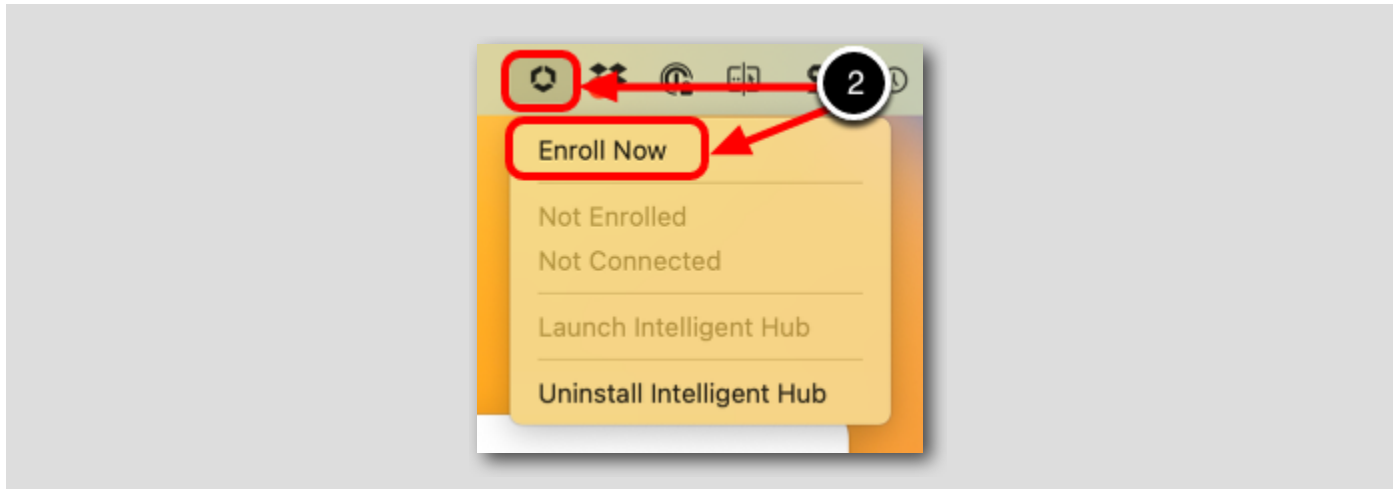 2
Enroll Now
Not Enrolled
Not Connected
Launch Intelligent Hub
Uninstall Intelligent Hub